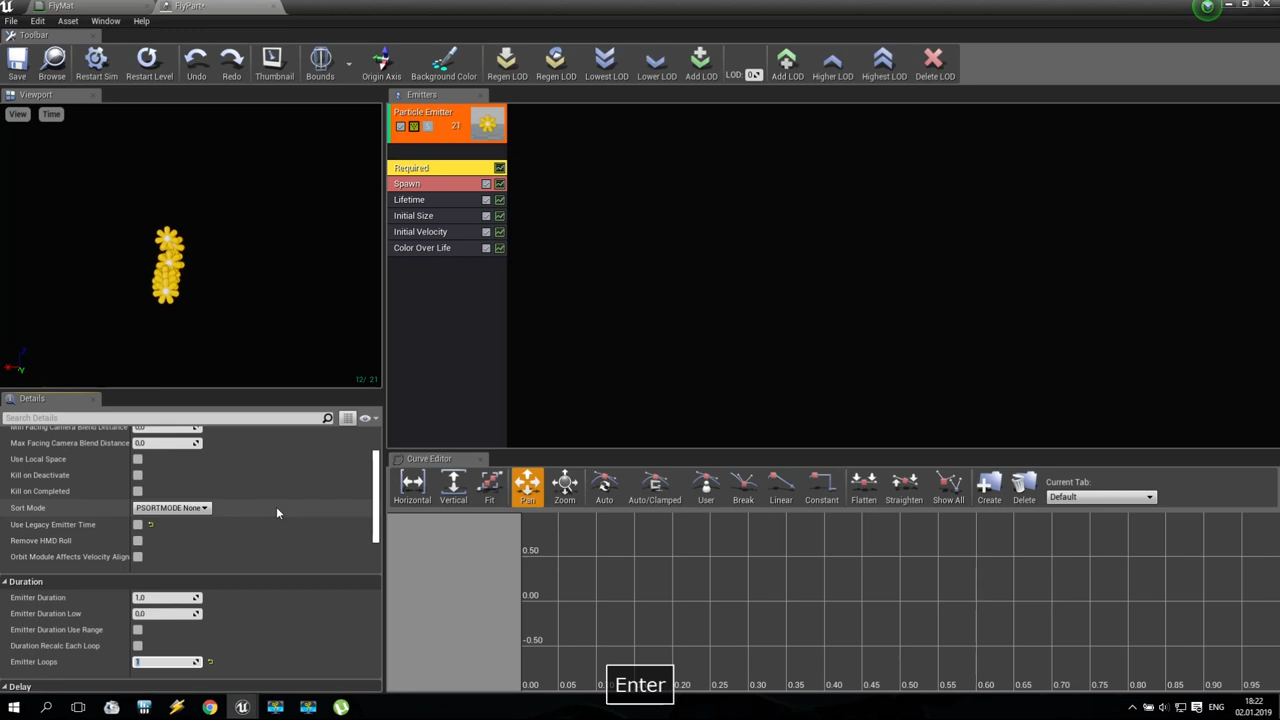 FlyMat
FlyPart*
File Edit Asset Window Help
Toolbar
Save Browse Restart Sim Restart Level Undo Redo Thumbnail Bounds Origin Axis Background Color Regen LOD Regen LOD Lowest LOD Lower LOD Add LOD LOD: 0 Add LOD Higher LOD Highest LOD Delete LOD
Viewport
Emitters
View Time
Particle Emitter
21
Required
Spawn
Lifetime
Initial Size
Initial Velocity
Color Over Life
12/ 21
Details
Search Details
Min Facing Camera Blend Distance 0.0
Max Facing Camera Blend Distance 0.0
Use Local Space
Kill on Deactivate
Kill on Completed
Sort Mode PSORTMODE None
Use Legacy Emitter Time
Remove HMD Roll
Orbit Module Affects Velocity Align
Duration
Emitter Duration 1.0
Emitter Duration Low 0.0
Emitter Duration Use Range
Duration Recalc Each Loop
Emitter Loops 1
Delay
Curve Editor
Horizontal Vertical Fit Pan Zoom Auto Auto/Clamped User Break Linear Constant Flatten Straighten Show All Create Delete
Current Tab:
Default
0.50
0.00
-0.50
0.00 0.05 0.20 0.25 0.30 0.35 0.40 0.45 0.50 0.55 0.60 0.65 0.70 0.75 0.80 0.85 0.90 0.95
Enter
ENG
18:22
02.01.2019